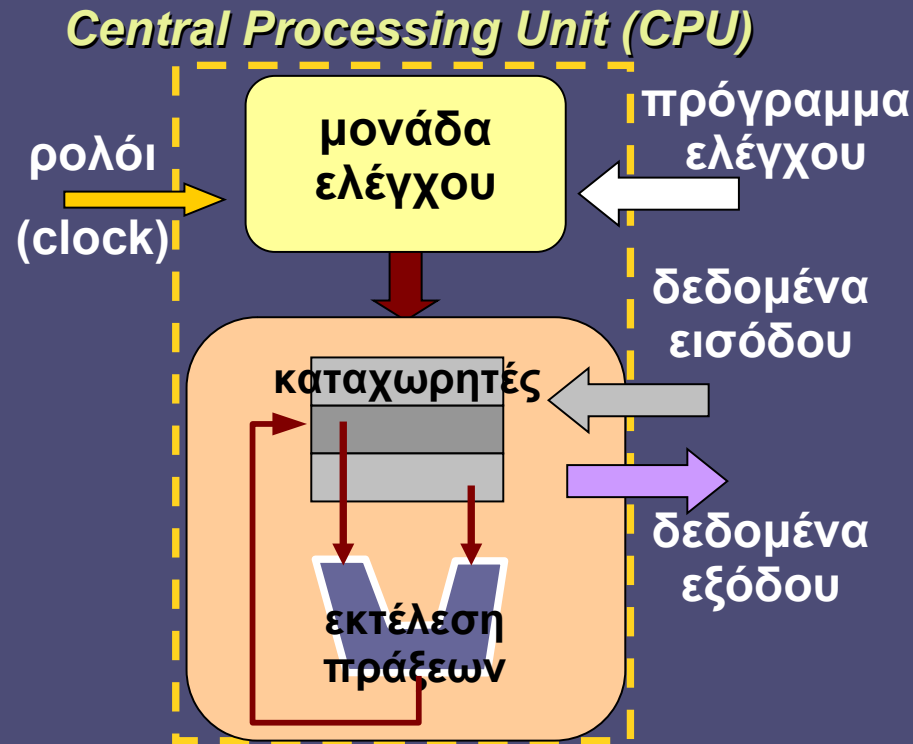 Central Processing Unit (CPU)
μονάδα
ελέγχου
πρόγραμμα
ελέγχου
ρολόι
(clock)
δεδομένα
εισόδου
καταχωρητές
δεδομένα
εξόδου
εκτέλεση
πράξεων